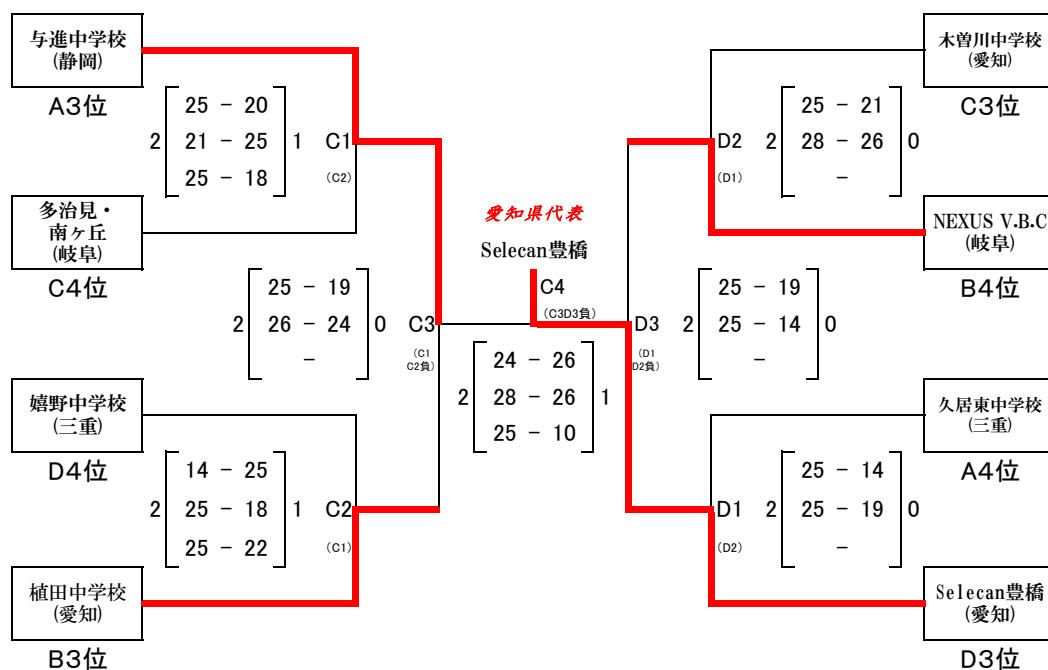 与進中学校
(静岡)
A3位
25 - 20
2 21 - 25 1 C1
25 - 18 (C2)
多治見・
南ヶ丘
(岐阜)
C4位
25 - 19
2 26 - 24 0 C3
- (C1
C2負)
嬉野中学校
(三重)
D4位
14 - 25
2 25 - 18 1 C2
25 - 22 (C1)
植田中学校
(愛知)
B3位
愛知県代表
Selecan豊橋
C4
(C3D3負)
24 - 26
2 28 - 26 1
25 - 10
木曽川中学校
(愛知)
C3位
25 - 21
D2 2 28 - 26 0
(D1) -
NEXUS V.B.C
(岐阜)
B4位
25 - 19
D3 2 25 - 14 0
(D1 -
D2負)
久居東中学校
(三重)
A4位
25 - 14
D1 2 25 - 19 0
(D2) -
Selecan豊橋
(愛知)
D3位